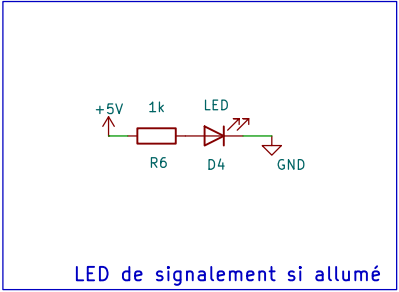 +5V
1k
LED
R6
D4
GND
LED de signalement si allumé